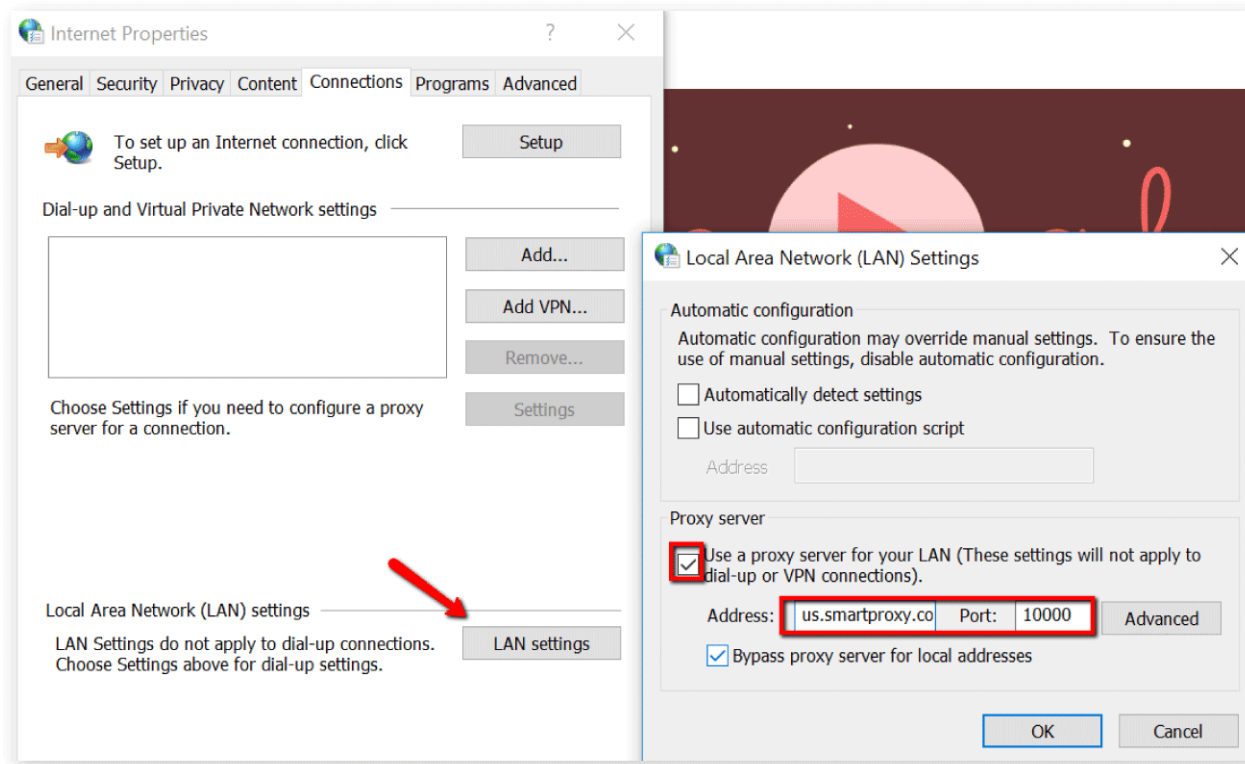 Internet Properties
?
General Security Privacy Content Connections Programs Advanced
To set up an Internet connection, click
Setup.
Setup
Dial-up and Virtual Private Network settings
Add...
Add VPN...
Remove...
Choose Settings if you need to configure a proxy
server for a connection.
Settings
Local Area Network (LAN) settings
LAN Settings do not apply to dial-up connections.
Choose Settings above for dial-up settings.
LAN settings
Local Area Network (LAN) Settings
Automatic configuration
Automatic configuration may override manual settings. To ensure the
use of manual settings, disable automatic configuration.
Automatically detect settings
Use automatic configuration script
Address
Proxy server
Use a proxy server for your LAN (These settings will not apply to
dial-up or VPN connections).
Address: us.smartproxy.co Port: 10000 Advanced
Bypass proxy server for local addresses
OK Cancel